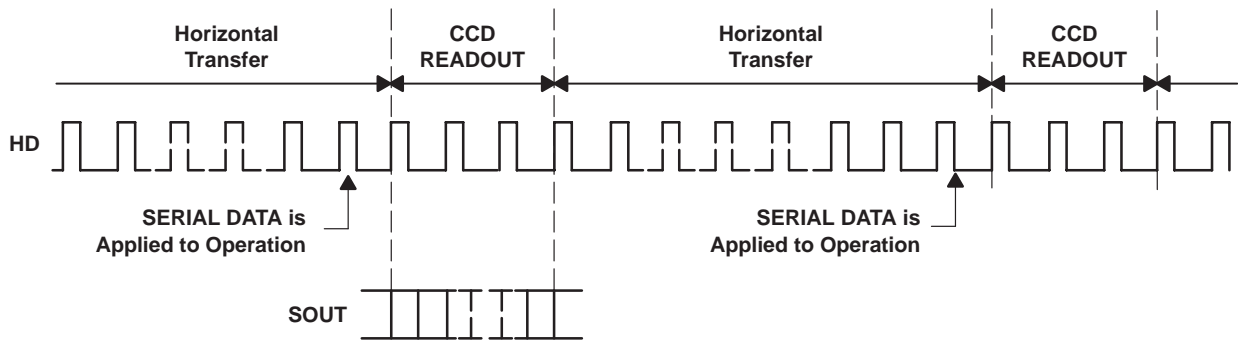 Horizontal
Transfer
CCD
READOUT
Horizontal
Transfer
CCD
READOUT
HD
SERIAL DATA is
Applied to Operation
SERIAL DATA is
Applied to Operation
SOUT